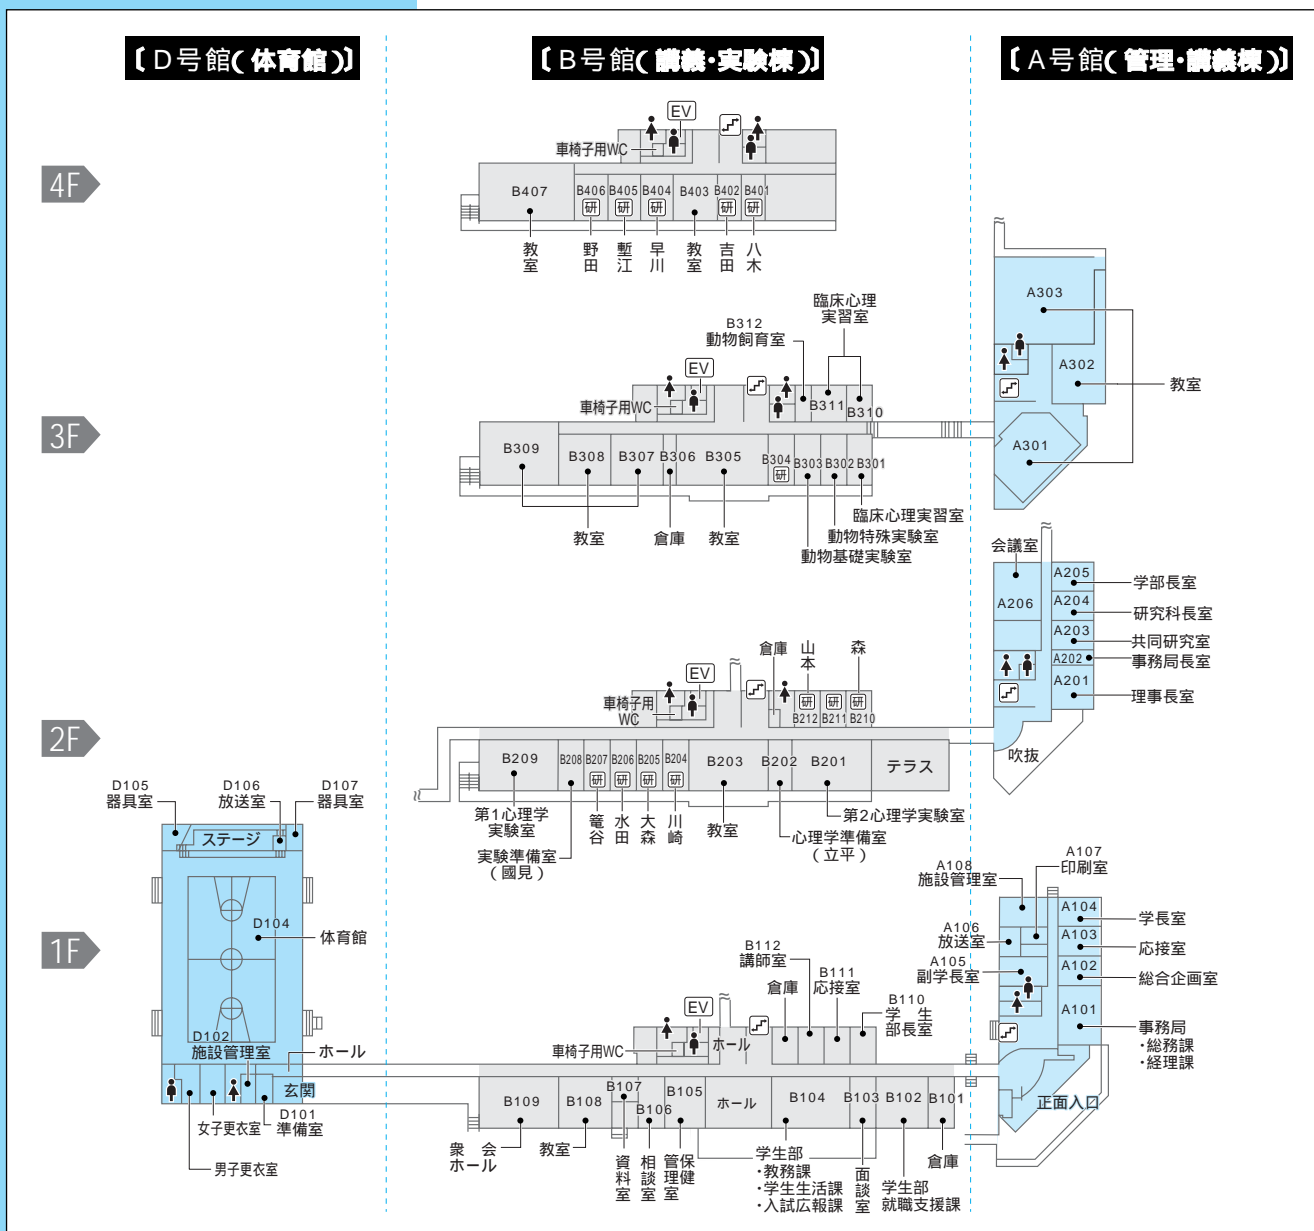 〔 D号館( 体育館 )〕
〔 B号館( 講義・実験棟 )〕
〔 A号館( 管理・講義棟 )〕
4F
EV
車椅子用WC
B407
B406
研
B405
研
B404
研
B403
B402
研
B401
研
教室
野田
塹江
早川
教室
吉田
八木
3F
臨床心理
実習室
B312
動物飼育室
EV
車椅子用WC
B311
B310
B309
B308
B307
B306
B305
B304
研
B303
B302
B301
教室
倉庫
教室
臨床心理実習室
動物特殊実験室
動物基礎実験室
A303
A302
A301
教室
2F
倉庫
山本
森
EV
車椅子用
WC
研
B212
研
B211
研
B210
B209
B208
B207
研
B206
研
B205
研
B204
研
B203
B202
B201
テラス
第1心理学
実験室
実験準備室
(國見)
篭谷
水田
大森
川崎
教室
心理学準備室
(立平)
第2心理学実験室
会議室
A206
A205
学部長室
A204
研究科長室
A203
共同研究室
A202
事務局長室
A201
理事長室
吹抜
1F
D105
器具室
D106
放送室
D107
器具室
ステージ
D104
体育館
D102
施設管理室
ホール
玄関
D101
準備室
女子更衣室
男子更衣室
B112
講師室
倉庫
B111
応接室
B110
学生
部長室
EV
車椅子用WC
ホール
B109
B108
B107
B106
B105
ホール
B104
B103
B102
B101
衆会
ホール
教室
資料室
相談室
保健
管理室
学生部
・教務課
・学生生活課
・入試広報課
面談室
学生部
就職支援課
倉庫
A108
施設管理室
A107
印刷室
A106
放送室
A105
副学長室
A104
学長室
A103
応接室
A102
総合企画室
A101
事務局
・総務課
・経理課
正面入口